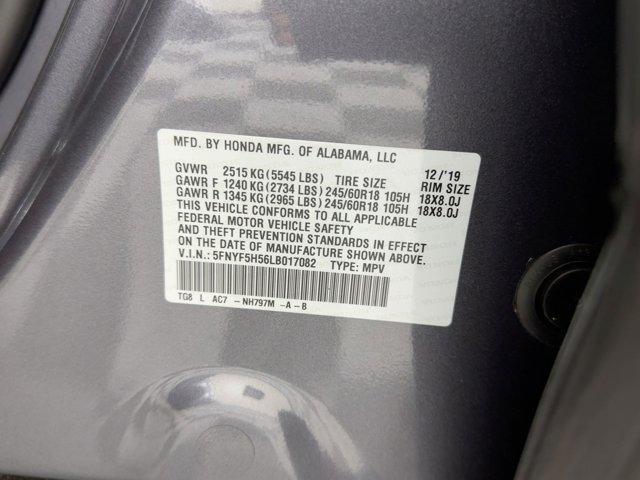 MFD. BY HONDA MFG. OF ALABAMA, LLC
GVWR 2515 KG (5545 LBS) TIRE SIZE 12/'19 RIM SIZE
GAWR F 1240 KG (2734 LBS) 245/60R18 105H 18X8.0J
GAWR R 1345 KG (2965 LBS) 245/60R18 105H 18X8.0J
THIS VEHICLE CONFORMS TO ALL APPLICABLE
FEDERAL MOTOR VEHICLE SAFETY
AND THEFT PREVENTION STANDARDS IN EFFECT
ON THE DATE OF MANUFACTURE SHOWN ABOVE.
V.I.N.: 5FNYF5H56LB017082 TYPE: MPV
TG8 L AC7 -NH797M -A-B